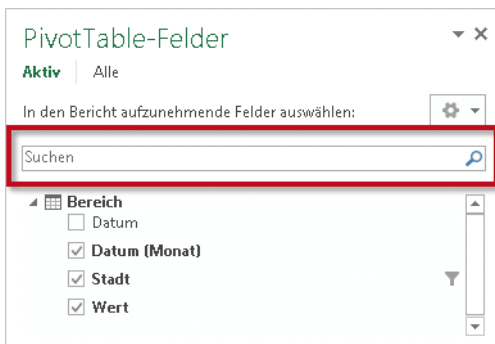 PivotTable-Felder
Aktiv Alle
In den Bericht aufzunehmende Felder auswählen:
Suchen
Bereich
Datum
Datum (Monat)
Stadt
Wert